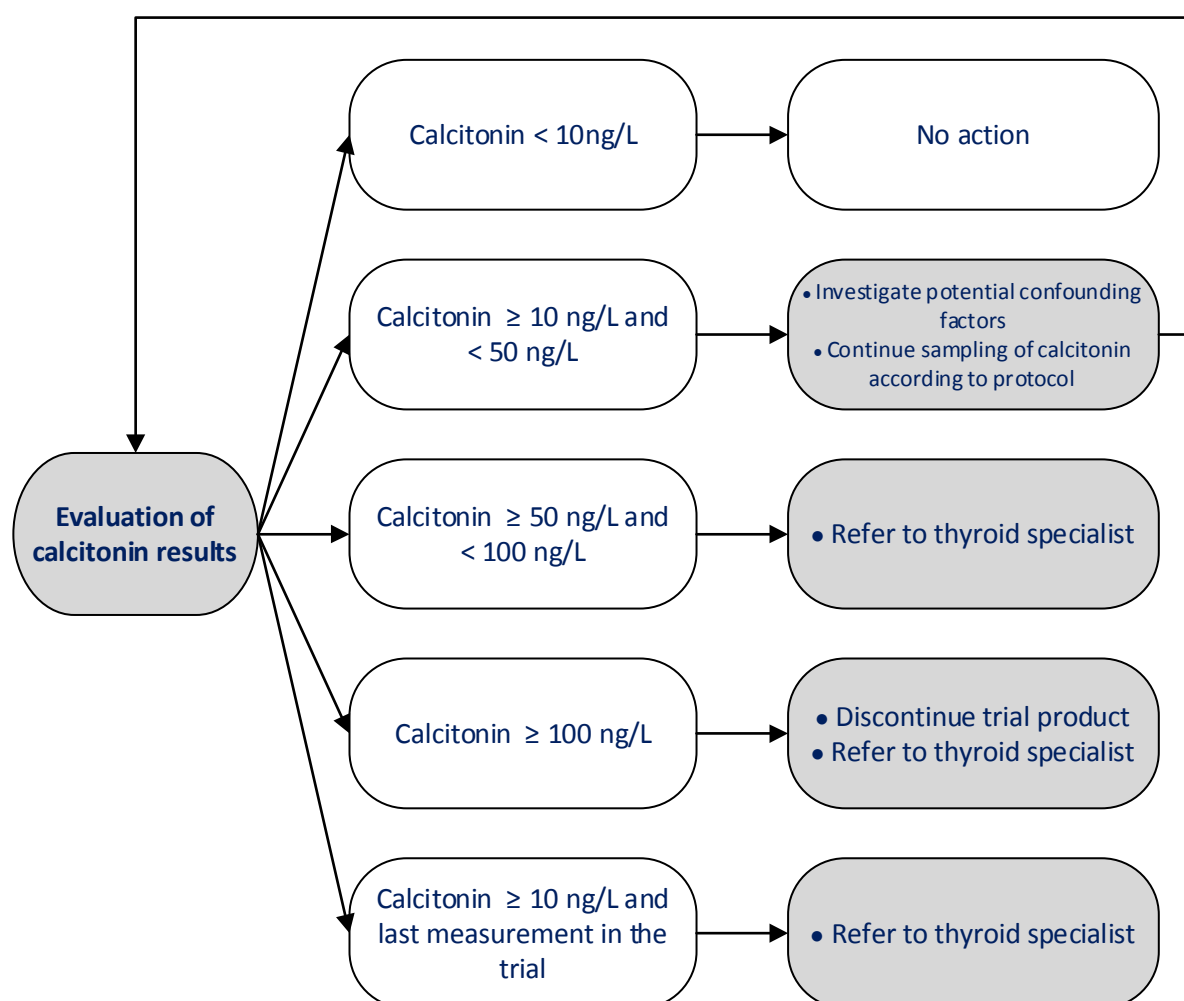 Calcitonin < 10ng/L
No action
Calcitonin ≥ 10 ng/L and
< 50 ng/L
• Investigate potential confounding
factors
• Continue sampling of calcitonin
according to protocol
Evaluation of
calcitonin results
Calcitonin ≥ 50 ng/L and
< 100 ng/L
• Refer to thyroid specialist
Calcitonin ≥ 100 ng/L
• Discontinue trial product
• Refer to thyroid specialist
Calcitonin ≥ 10 ng/L and
last measurement in the
trial
• Refer to thyroid specialist